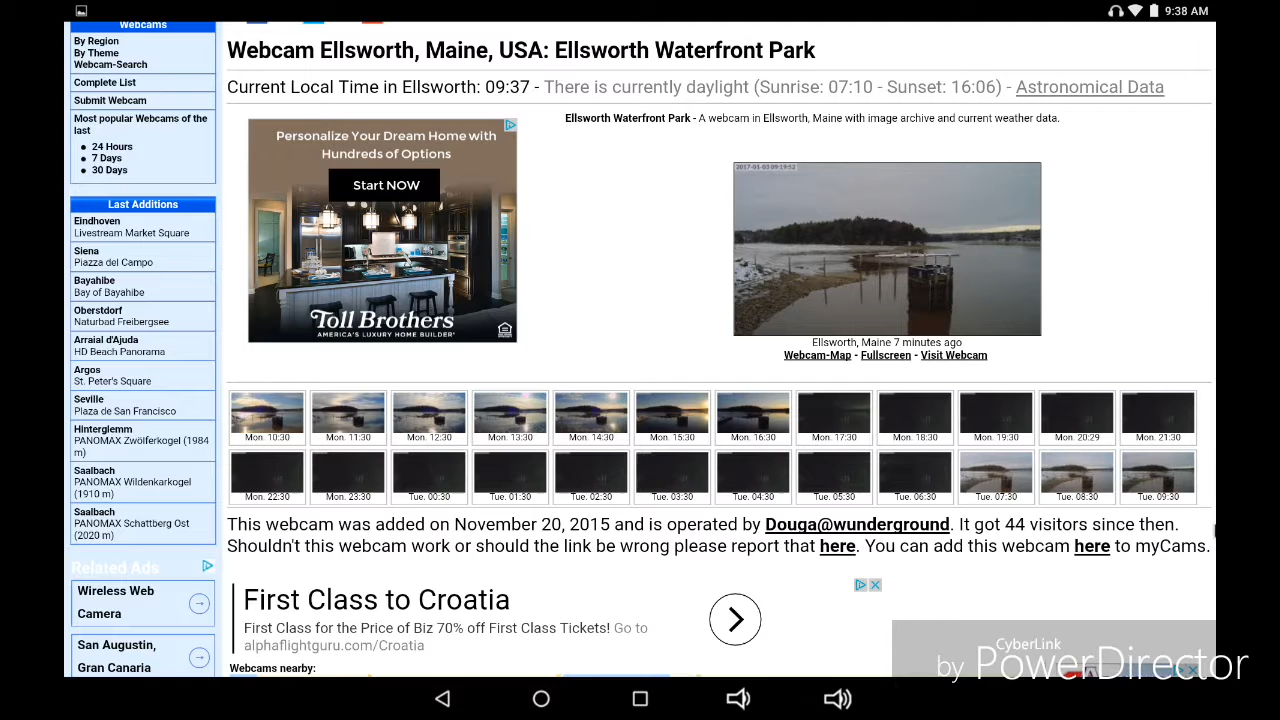 9:38 AM
Webcams
By Region
By Theme
Webcam-Search
Complete List
Submit Webcam
Most popular Webcams of the
last
24 Hours
7 Days
30 Days
Last Additions
Eindhoven
Livestream Market Square
Siena
Piazza del Campo
Bayahibe
Bay of Bayahibe
Oberstdorf
Naturbad Freibergsee
Arraial d'Ajuda
HD Beach Panorama
Argos
St. Peter's Square
Seville
Plaza de San Francisco
Hinterglemm
PANOMAX Zwölferkogel (1984
m)
Saalbach
PANOMAX Wildenkarkogel
(1910 m)
Saalbach
PANOMAX Schattberg Ost
(2020 m)
Related Ads
Wireless Web
Camera
San Augustin,
Gran Canaria
Webcam Ellsworth, Maine, USA: Ellsworth Waterfront Park
Current Local Time in Ellsworth: 09:37 - There is currently daylight (Sunrise: 07:10 - Sunset: 16:06) - Astronomical Data
Personalize Your Dream Home with
Hundreds of Options
Start NOW
Toll Brothers
AMERICA'S LUXURY HOME BUILDER®
Ellsworth Waterfront Park - A webcam in Ellsworth, Maine with image archive and current weather data.
2017-01-03 09:19:52
Ellsworth, Maine 7 minutes ago
Webcam-Map - Fullscreen - Visit Webcam
Mon. 10:30 Mon. 11:30 Mon. 12:30 Mon. 13:30 Mon. 14:30 Mon. 15:30 Mon. 16:30 Mon. 17:30 Mon. 18:30 Mon. 19:30 Mon. 20:29 Mon. 21:30
Mon. 22:30 Mon. 23:30 Tue. 00:30 Tue. 01:30 Tue. 02:30 Tue. 03:30 Tue. 04:30 Tue. 05:30 Tue. 06:30 Tue. 07:30 Tue. 08:30 Tue. 09:30
This webcam was added on November 20, 2015 and is operated by Douga@wunderground. It got 44 visitors since then.
Shouldn't this webcam work or should the link be wrong please report that here. You can add this webcam here to myCams.
First Class to Croatia
First Class for the Price of Biz 70% off First Class Tickets! Go to
alphaflightguru.com/Croatia
Webcams nearby:
CyberLink
by PowerDirector